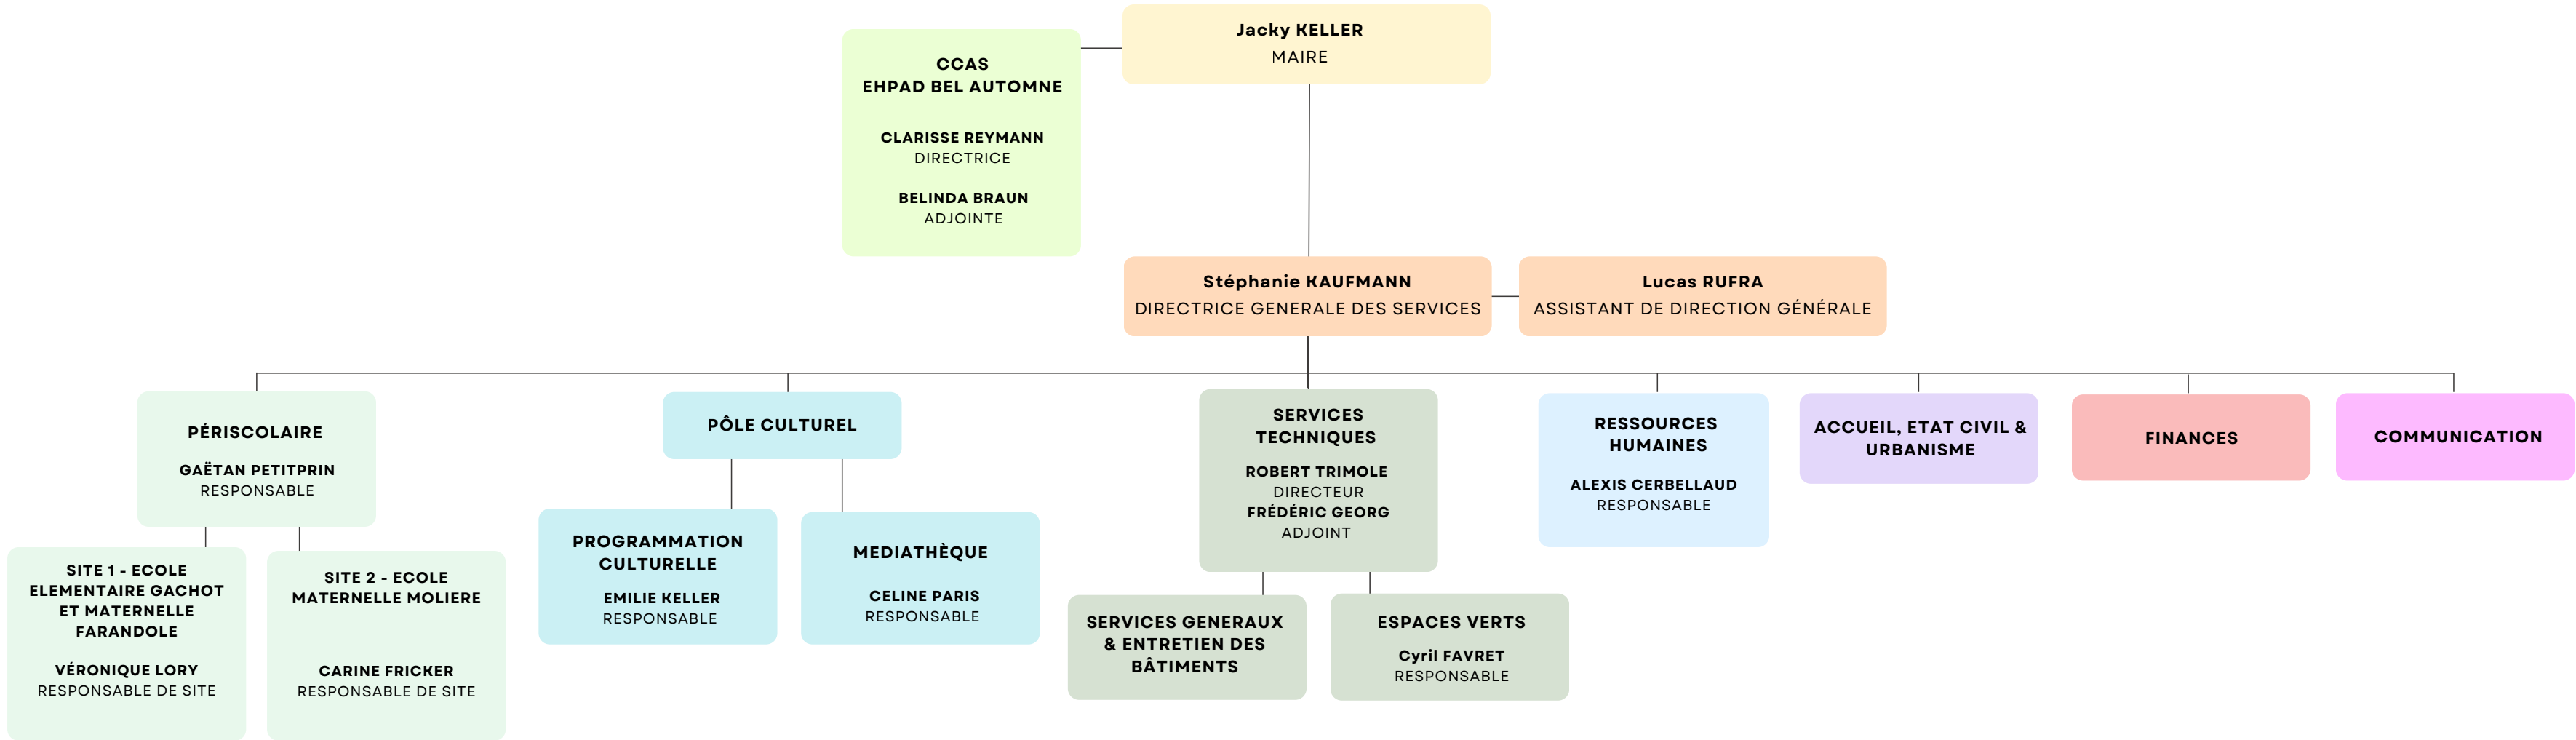 Jacky KELLER
MAIRE
CCAS
EHPAD BEL AUTOMNE
CLARISSE REYMANN
DIRECTRICE
BELINDA BRAUN
ADJOINTE
Stéphanie KAUFMANN
DIRECTRICE GENERALE DES SERVICES
Lucas RUFRA
ASSISTANT DE DIRECTION GÉNÉRALE
PÉRISCOLAIRE
GAËTAN PETITPRIN
RESPONSABLE
PÔLE CULTUREL
SERVICES
TECHNIQUES
ROBERT TRIMOLE
DIRECTEUR
FRÉDÉRIC GEORG
ADJOINT
RESSOURCES
HUMAINES
ALEXIS CERBELLAUD
RESPONSABLE
ACCUEIL, ETAT CIVIL &
URBANISME
FINANCES
COMMUNICATION
SITE 1 - ECOLE
ELEMENTAIRE GACHOT
ET MATERNELLE
FARANDOLE
VÉRONIQUE LORY
RESPONSABLE DE SITE
SITE 2 - ECOLE
MATERNELLE MOLIERE
CARINE FRICKER
RESPONSABLE DE SITE
PROGRAMMATION
CULTURELLE
EMILIE KELLER
RESPONSABLE
MEDIATHÈQUE
CELINE PARIS
RESPONSABLE
SERVICES GENERAUX
& ENTRETIEN DES
BÂTIMENTS
ESPACES VERTS
Cyril FAVRET
RESPONSABLE